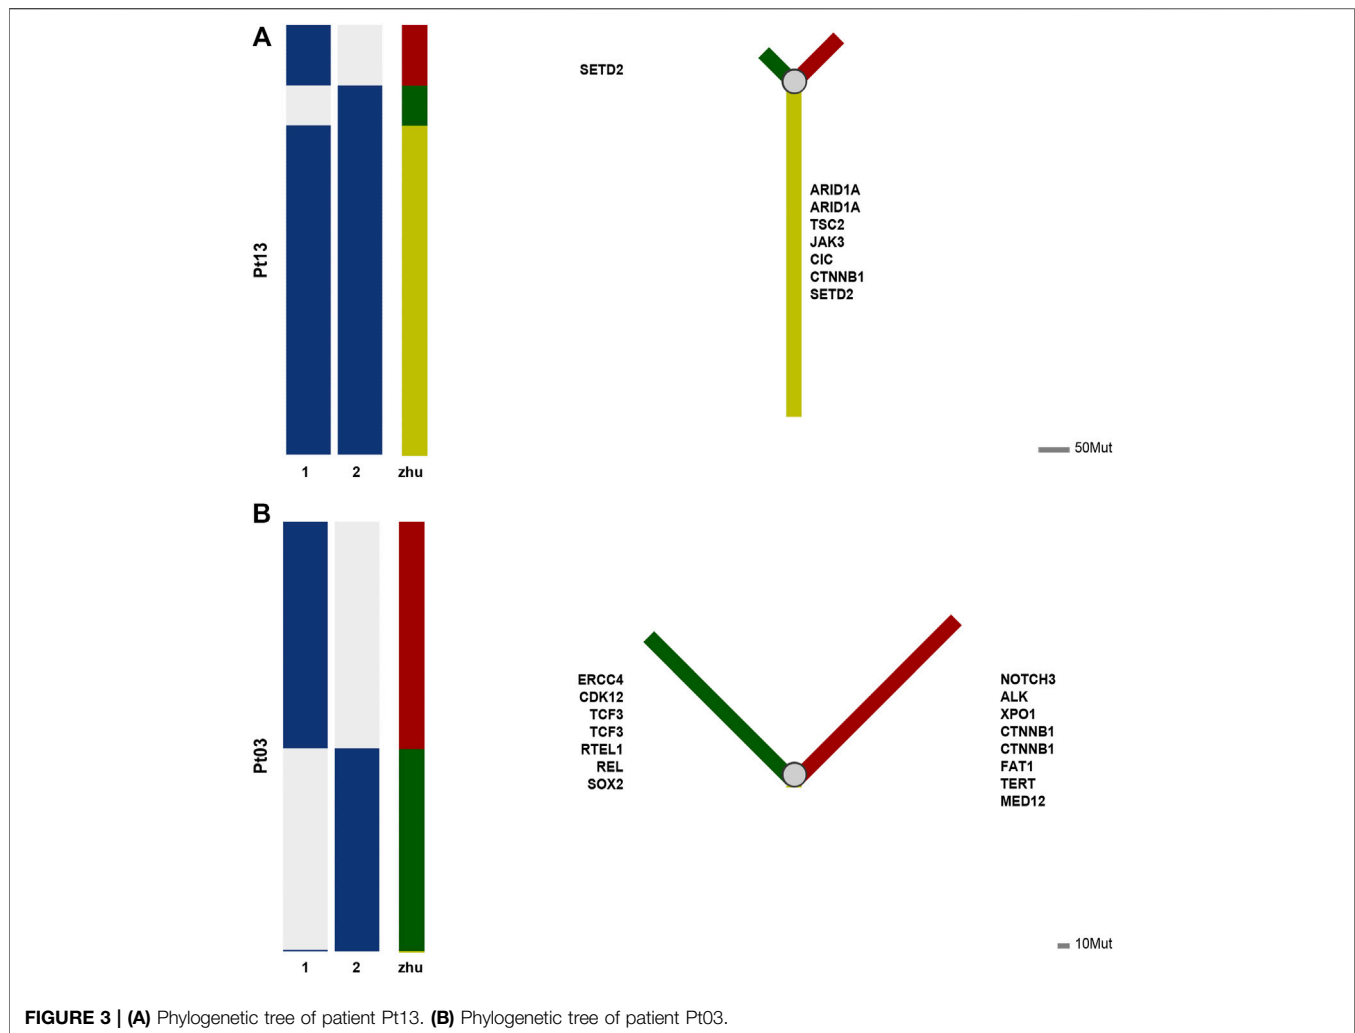 A
SETD2
ARID1A
ARID1A
TSC2
JAK3
CIC
CTNNB1
SETD2
Pt13
50Mut
1 2 zhu
B
ERCC4
CDK12
TCF3
TCF3
RTEL1
REL
SOX2
NOTCH3
ALK
XPO1
CTNNB1
CTNNB1
FAT1
TERT
MED12
Pt03
10Mut
1 2 zhu
FIGURE 3 | (A) Phylogenetic tree of patient Pt13. (B) Phylogenetic tree of patient Pt03.